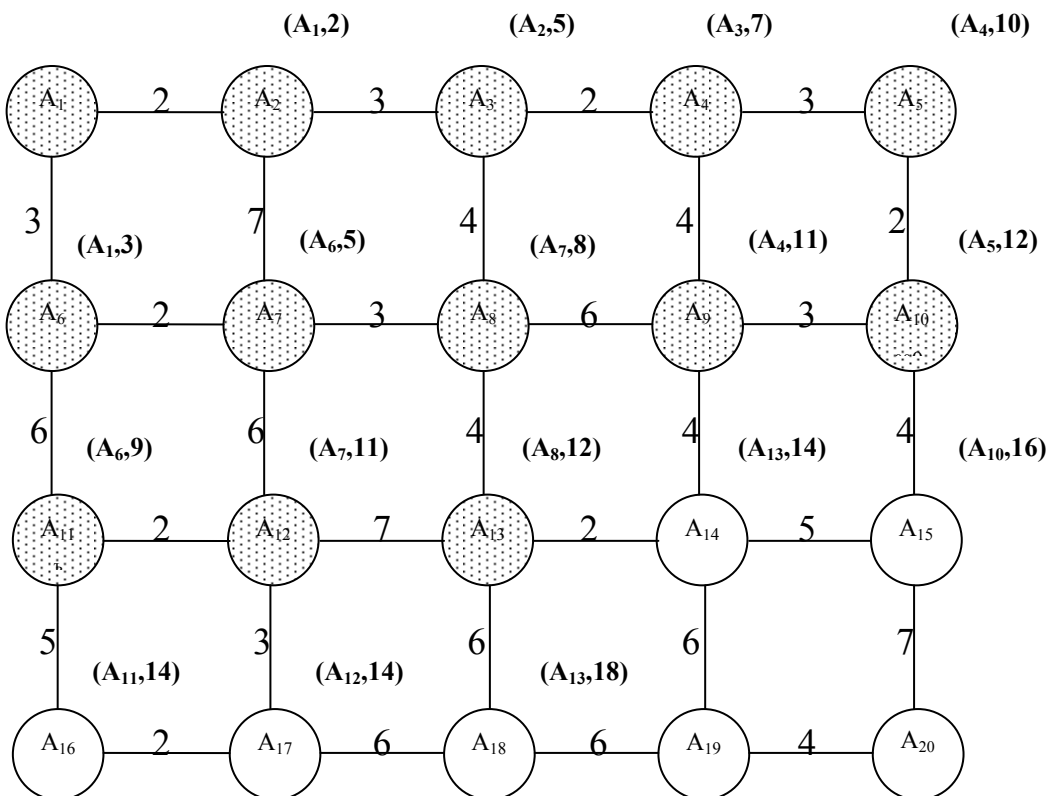 (A₁,2) (A₂,5) (A₃,7) (A₄,10)
A₁ 2 A₂ 3 A₃ 2 A₄ 3 A₅
3 7 4 4 2
(A₁,3) (A₆,5) (A₇,8) (A₄,11) (A₅,12)
A₆ 2 A₇ 3 A₈ 6 A₉ 3 A₁₀
6 6 4 4 4
(A₆,9) (A₇,11) (A₈,12) (A₁₃,14) (A₁₀,16)
A₁₁ 2 A₁₂ 7 A₁₃ 2 A₁₄ 5 A₁₅
5 3 6 6 7
(A₁₁,14) (A₁₂,14) (A₁₃,18)
A₁₆ 2 A₁₇ 6 A₁₈ 6 A₁₉ 4 A₂₀